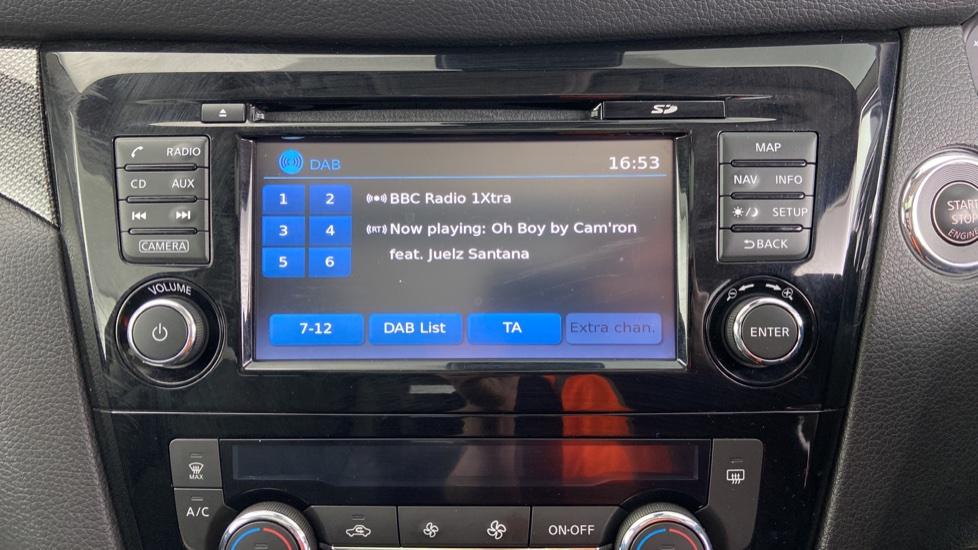 SD
RADIO
CD AUX
CAMERA
VOLUME
DAB 16:53
1 2
BBC Radio 1Xtra
3 4
Now playing: Oh Boy by Cam'ron
feat. Juelz Santana
5 6
7-12 DAB List TA Extra chan.
MAP
NAV INFO
SETUP
BACK
ENTER
START
STOP
ENGINE
MAX
A/C
ON·OFF